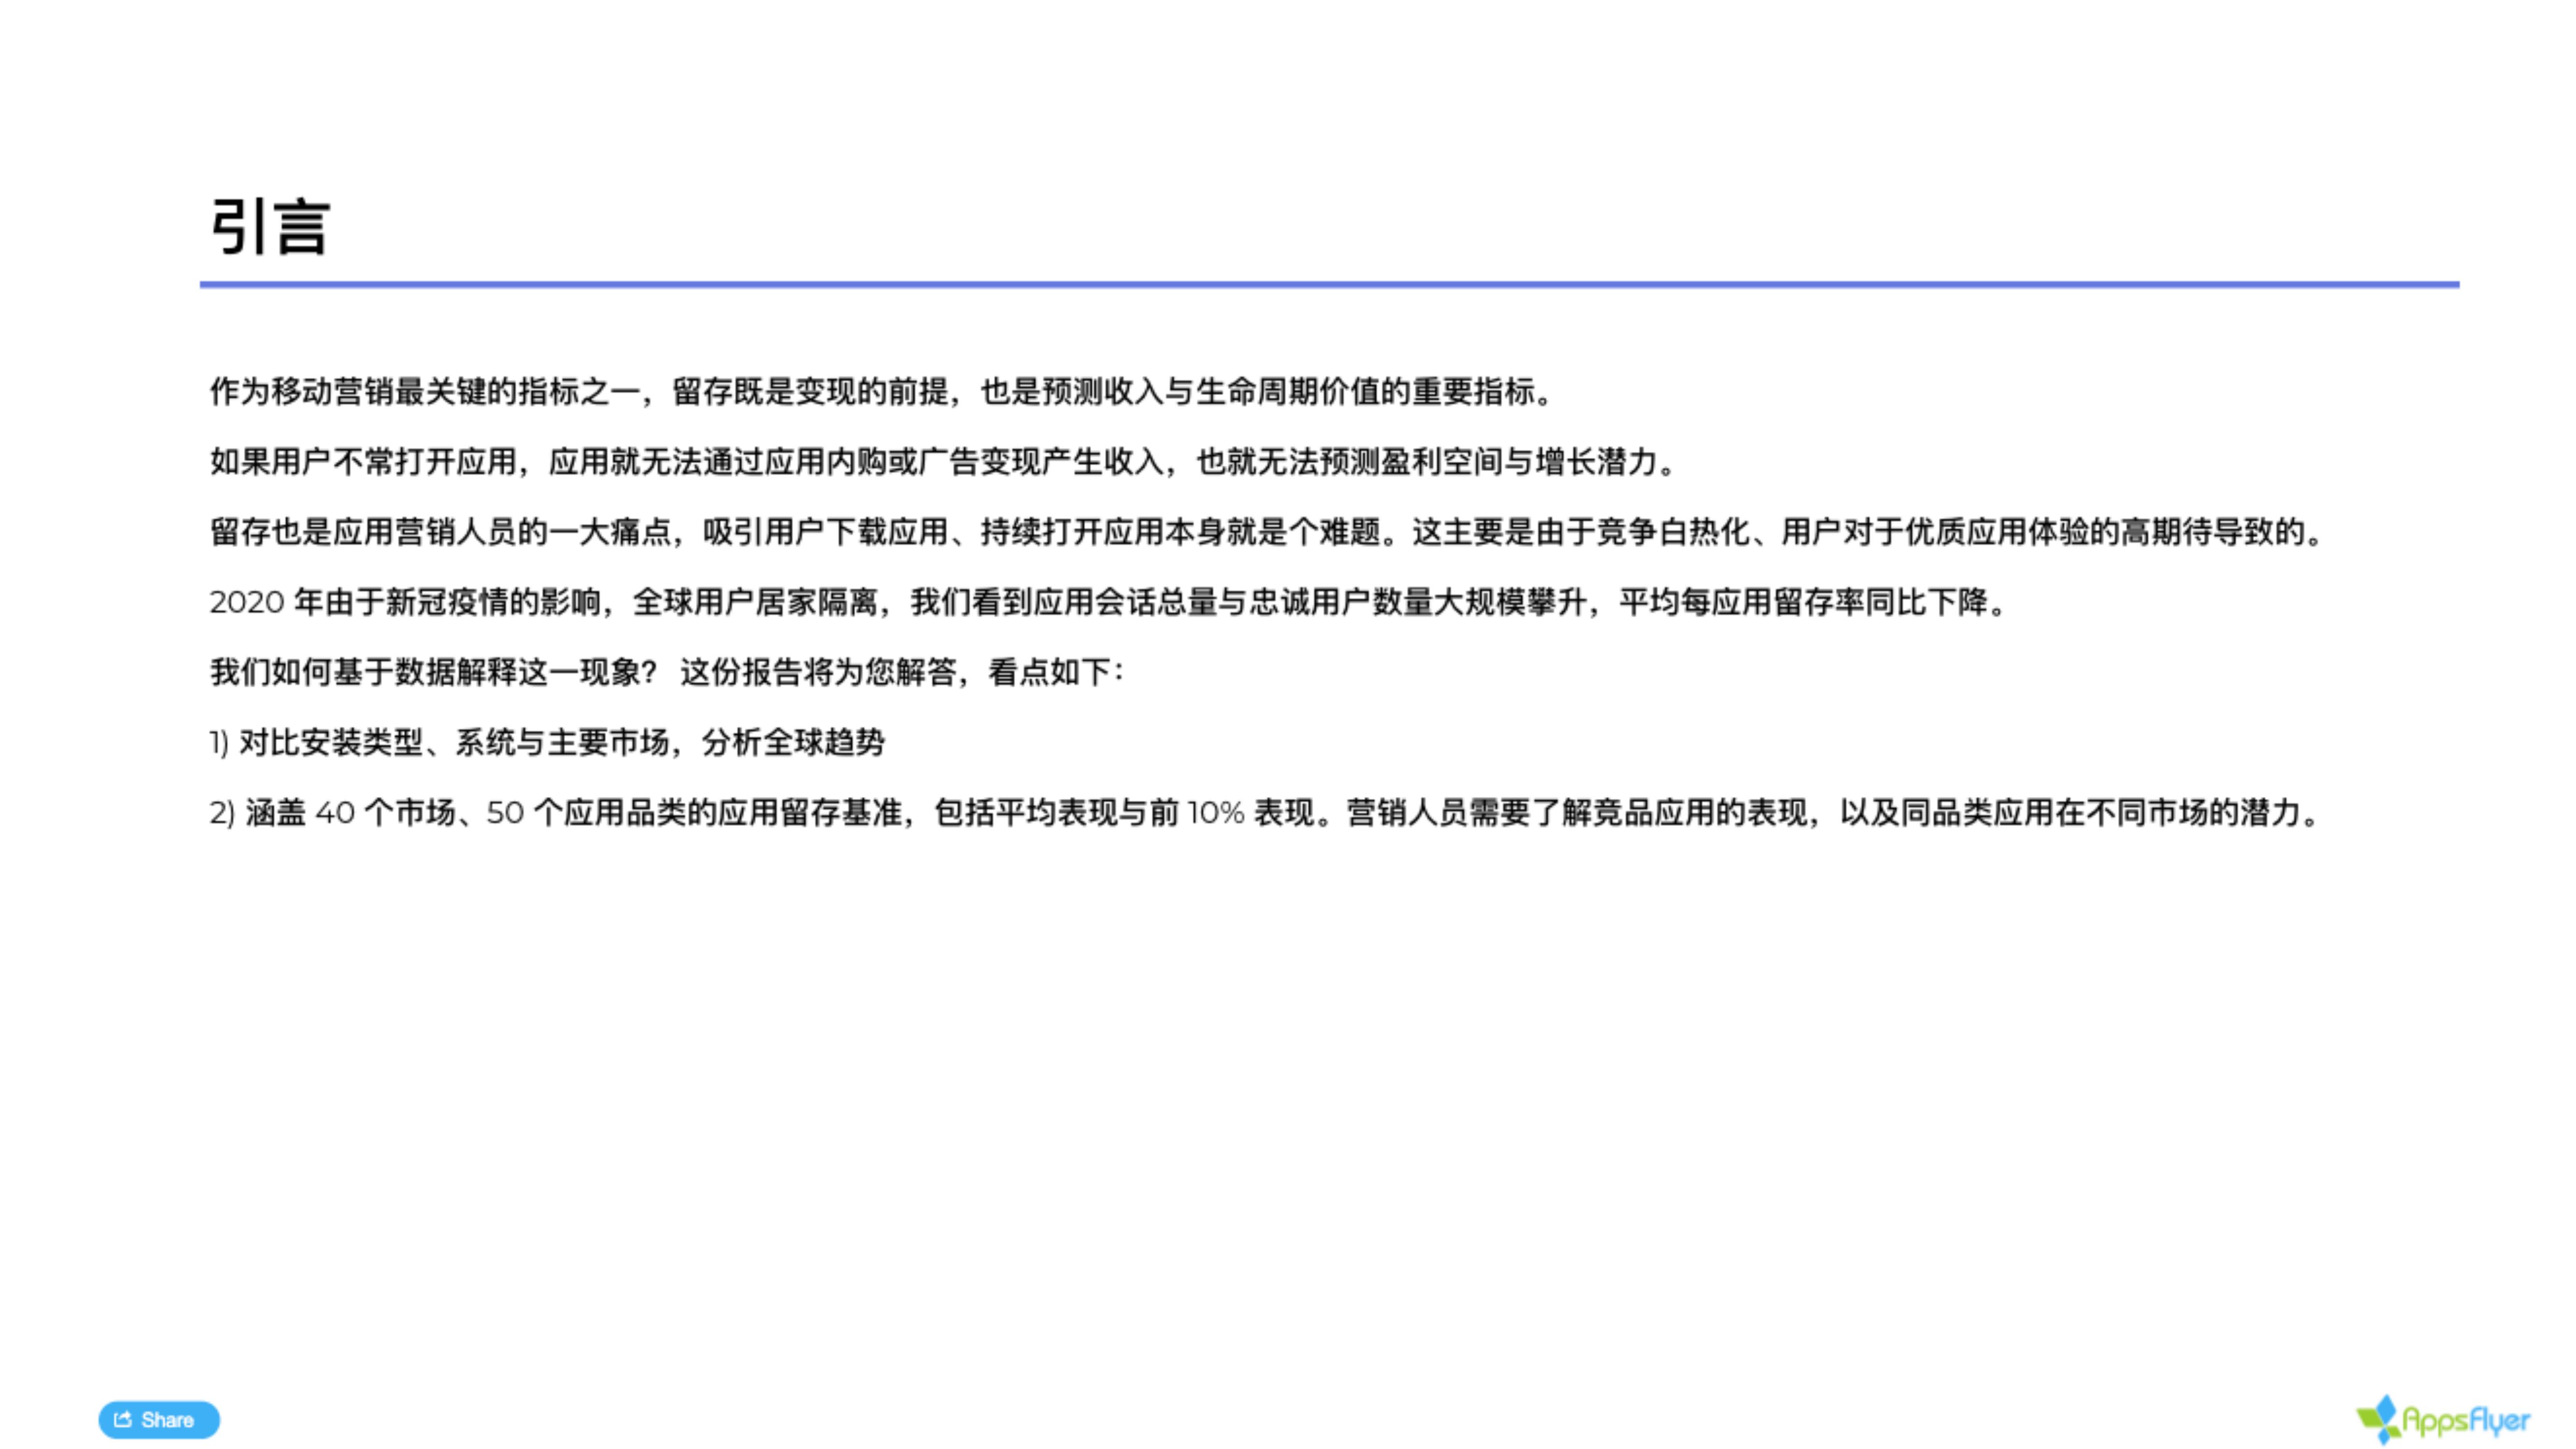 引言
作为移动营销最关键的指标之一，留存既是变现的前提，也是预测收入与生命周期价值的重要指标。
如果用户不常打开应用，应用就无法通过应用内购或广告变现产生收入，也就无法预测盈利空间与增长潜力。
留存也是应用营销人员的一大痛点，吸引用户下载应用、持续打开应用本身就是个难题。这主要是由于竞争白热化、用户对于优质应用体验的高期待导致的。
2020 年由于新冠疫情的影响，全球用户居家隔离，我们看到应用会话总量与忠诚用户数量大规模攀升，平均每应用留存率同比下降。
我们如何基于数据解释这一现象？ 这份报告将为您解答，看点如下：
1) 对比安装类型、系统与主要市场，分析全球趋势
2) 涵盖 40 个市场、50 个应用品类的应用留存基准，包括平均表现与前 10% 表现。营销人员需要了解竞品应用的表现，以及同品类应用在不同市场的潜力。
Share
AppsFlyer